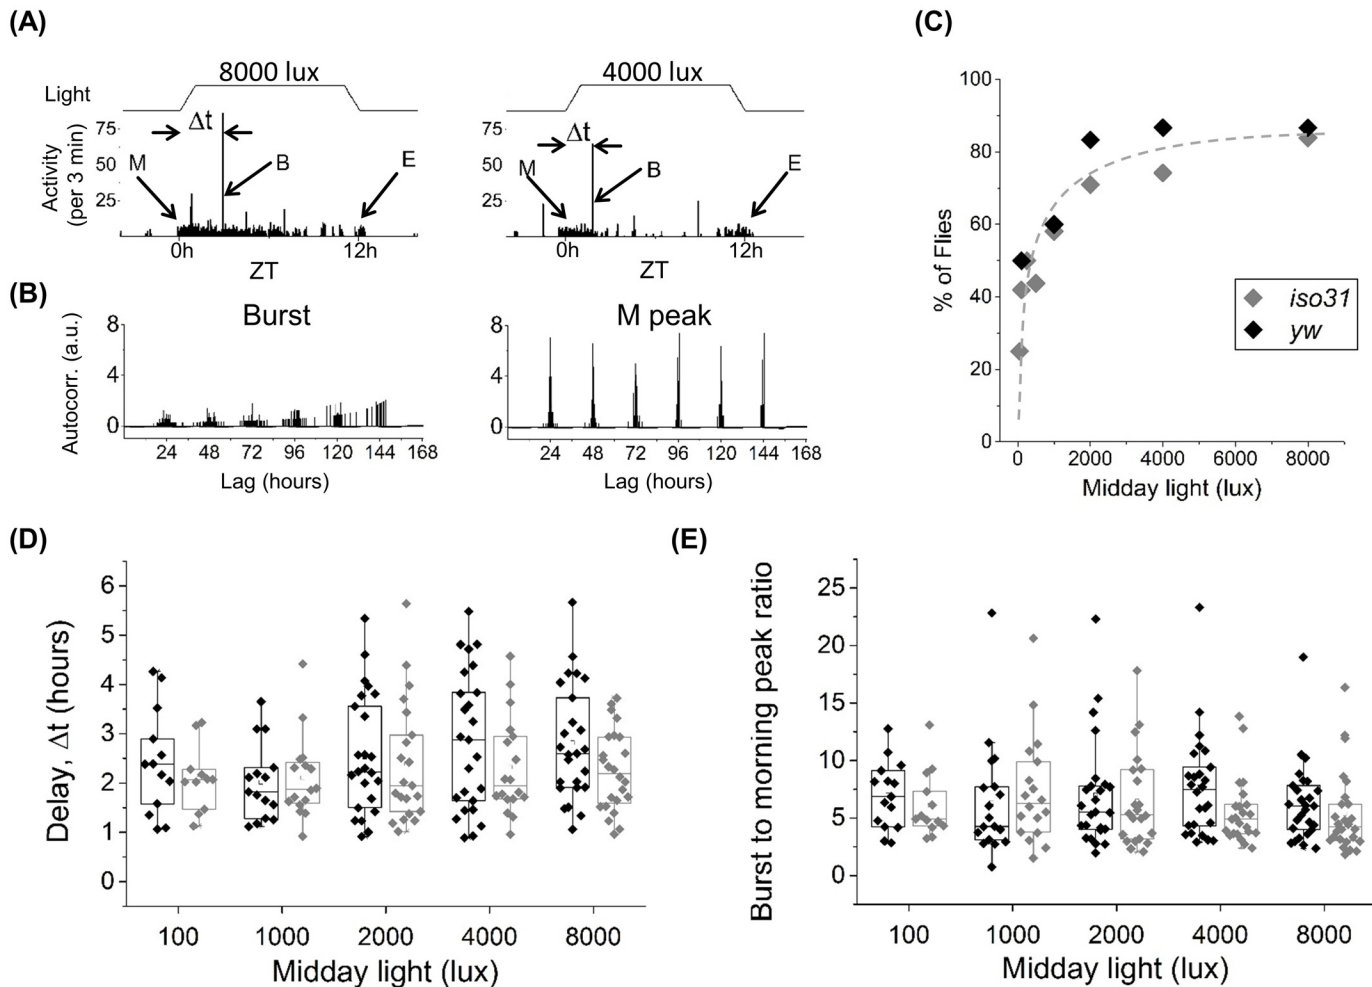 (A)
8000 lux
4000 lux
Light
Activity
(per 3 min)
75
50
25
Δt
M
B
E
0h
12h
ZT
75
50
25
Δt
M
B
E
0h
12h
ZT
(B)
Burst
M peak
Autocorr. (a.u.)
8
4
0
24 48 72 96 120 144 168
Lag (hours)
8
4
0
24 48 72 96 120 144 168
Lag (hours)
(C)
% of Flies
100
80
60
40
20
0
0 2000 4000 6000 8000
Midday light (lux)
iso31
yw
(D)
Delay, Δt (hours)
6
5
4
3
2
1
0
100 1000 2000 4000 8000
Midday light (lux)
(E)
Burst to morning peak ratio
25
20
15
10
5
0
100 1000 2000 4000 8000
Midday light (lux)